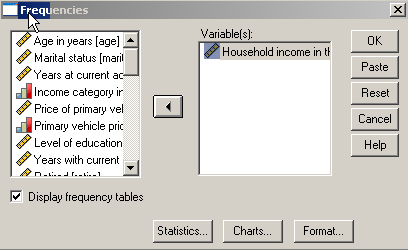 Frequencies
Age in years [age]
Marital status [marit
Years at current ad
Income category in
Price of primary veh
Primary vehicle pric
Level of education
Years with current
Retired [retire]
Variable(s):
Household income in th
OK
Paste
Reset
Cancel
Help
Display frequency tables
Statistics...
Charts...
Format...